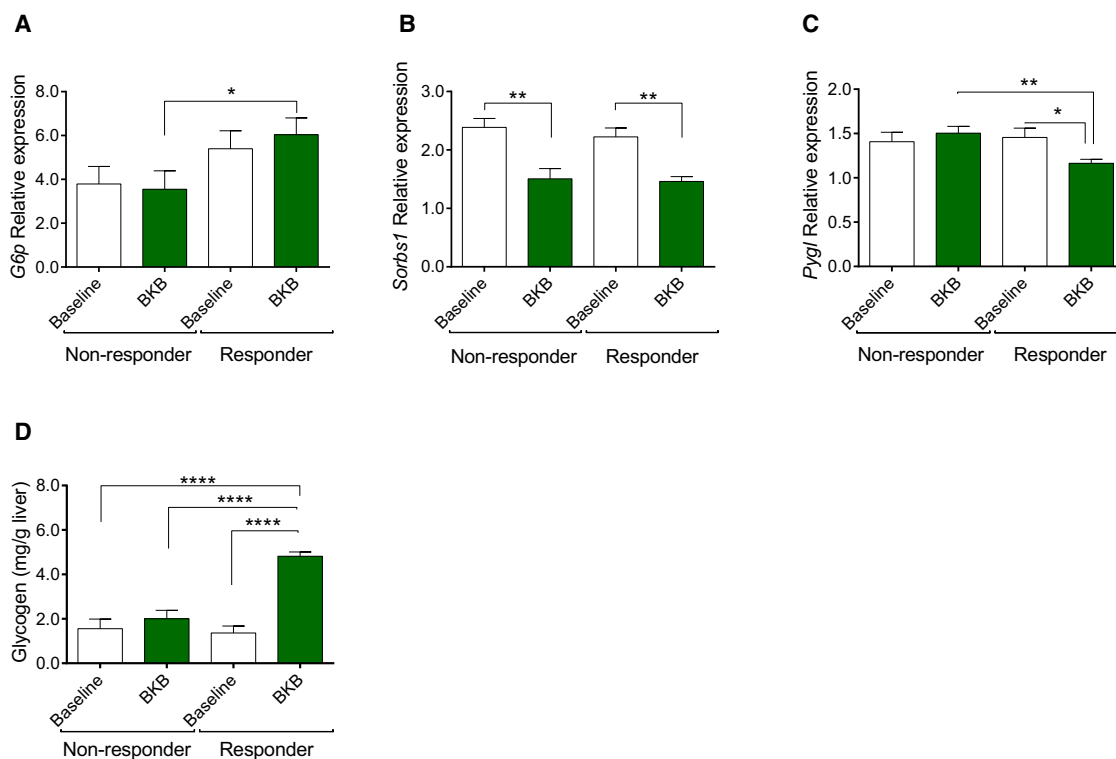 A
G6p Relative expression
8.0
6.0
4.0
2.0
0.0
*
Baseline
BKB
Baseline
BKB
Non-responder
Responder
B
Sorbs1 Relative expression
3.0
2.0
1.0
0.0
**
**
Baseline
BKB
Baseline
BKB
Non-responder
Responder
C
Pygl Relative expression
2.0
1.5
1.0
0.5
0.0
**
*
Baseline
BKB
Baseline
BKB
Non-responder
Responder
D
Glycogen (mg/g liver)
8.0
6.0
4.0
2.0
0.0
****
****
****
Baseline
BKB
Baseline
BKB
Non-responder
Responder